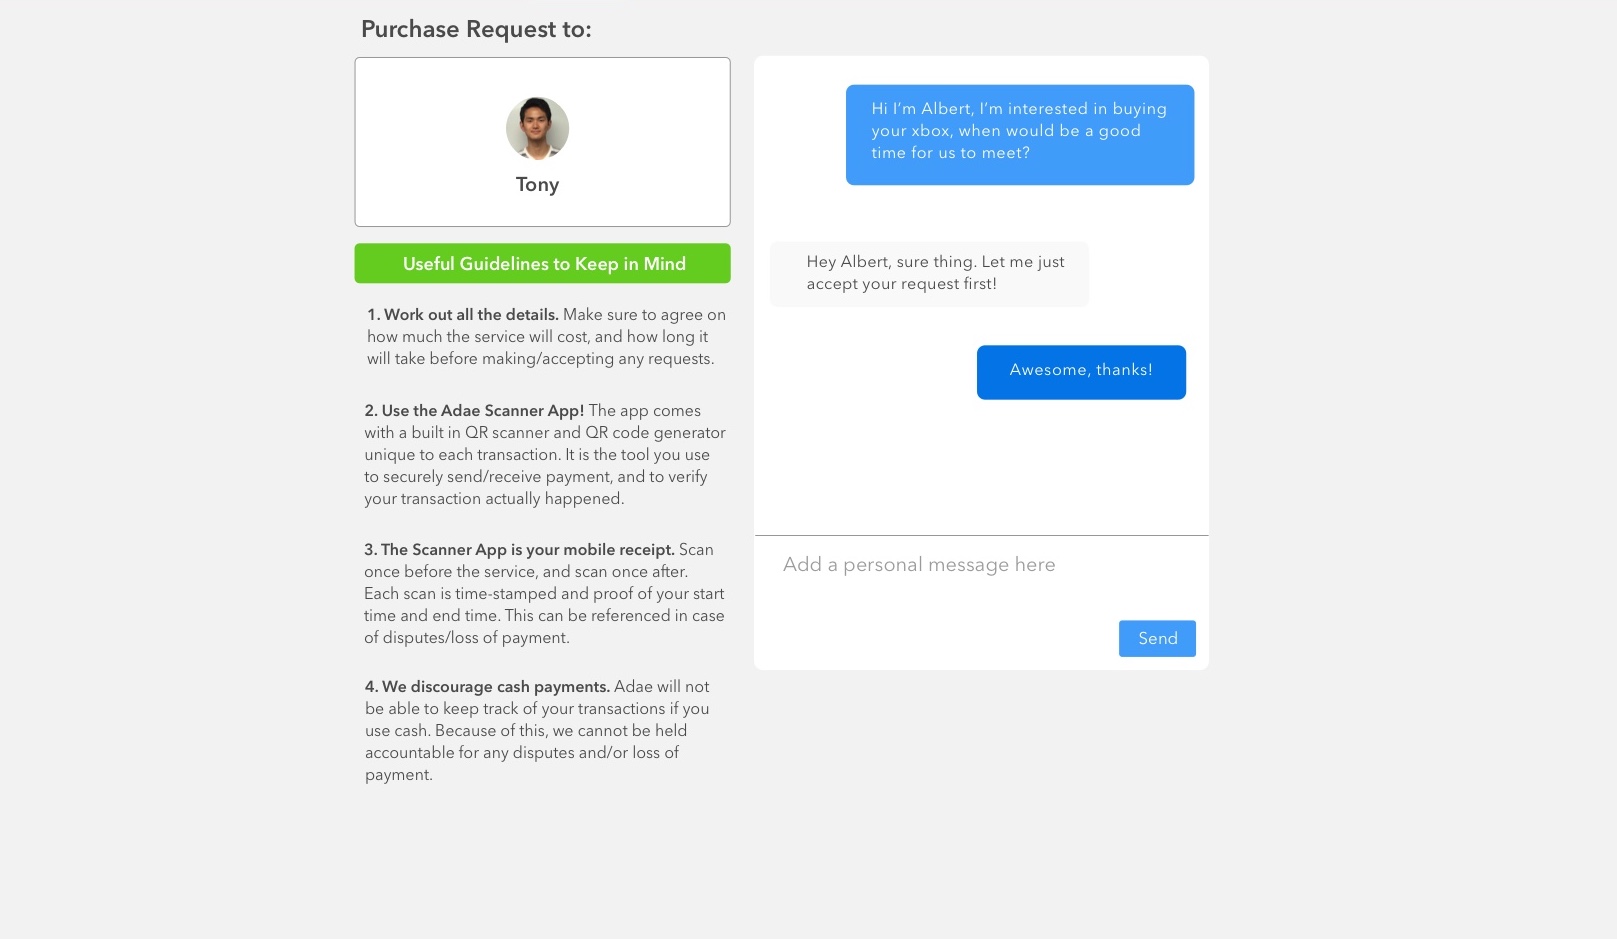 Purchase Request to:
Tony
Useful Guidelines to Keep in Mind
1. Work out all the details. Make sure to agree on
how much the service will cost, and how long it
will take before making/accepting any requests.
2. Use the Adae Scanner App! The app comes
with a built in QR scanner and QR code generator
unique to each transaction. It is the tool you use
to securely send/receive payment, and to verify
your transaction actually happened.
3. The Scanner App is your mobile receipt. Scan
once before the service, and scan once after.
Each scan is time-stamped and proof of your start
time and end time. This can be referenced in case
of disputes/loss of payment.
4. We discourage cash payments. Adae will not
be able to keep track of your transactions if you
use cash. Because of this, we cannot be held
accountable for any disputes and/or loss of
payment.
Hi I’m Albert, I’m interested in buying
your xbox, when would be a good
time for us to meet?
Hey Albert, sure thing. Let me just
accept your request first!
Awesome, thanks!
Add a personal message here
Send